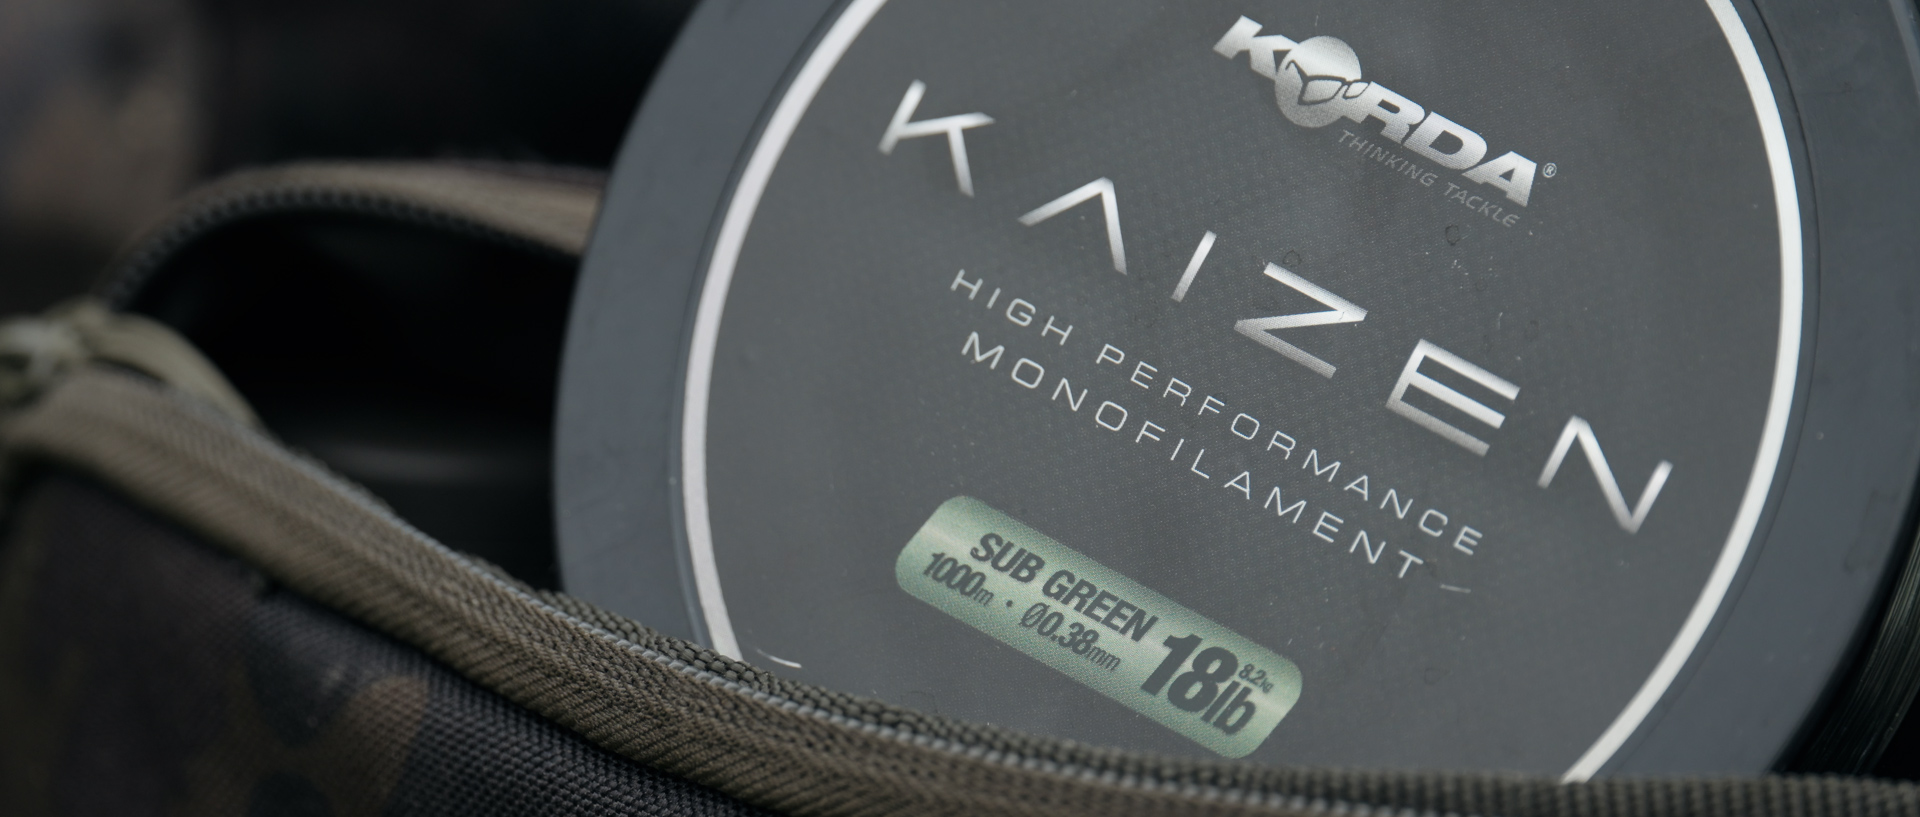 KORDA®
THINKING TACKLE
KAIZEN
HIGH PERFORMANCE
MONOFILAMENT
SUB GREEN
1000m · Ø0.38mm
18lb
8.2kg